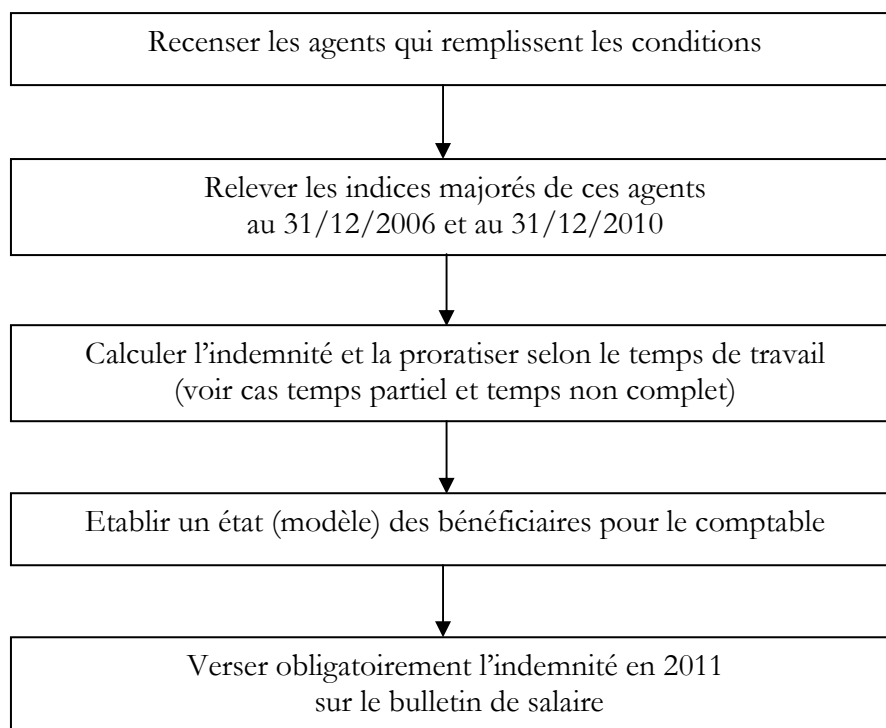 Recenser les agents qui remplissent les conditions
Relever les indices majorés de ces agents
au 31/12/2006 et au 31/12/2010
Calculer l’indemnité et la proratiser selon le temps de travail
(voir cas temps partiel et temps non complet)
Etablir un état (modèle) des bénéficiaires pour le comptable
Verser obligatoirement l’indemnité en 2011
sur le bulletin de salaire